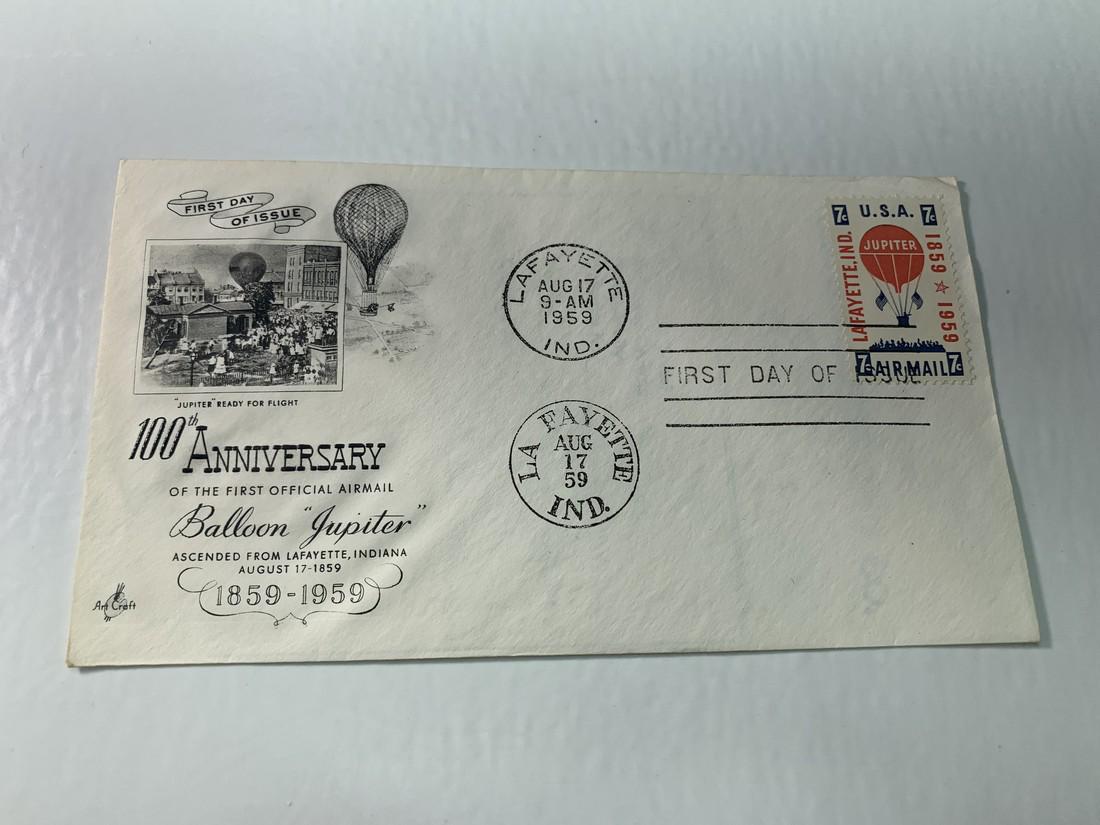 FIRST DAY
OF ISSUE
"JUPITER" READY FOR FLIGHT
100th ANNIVERSARY
OF THE FIRST OFFICIAL AIRMAIL
Balloon "Jupiter"
ASCENDED FROM LAFAYETTE, INDIANA
AUGUST 17-1859
1859-1959
Art Craft
LAFAYETTE
AUG 17
9-AM
1959
IND.
LA FAYETTE
AUG
17
59
IND.
FIRST DAY OF ISSUE
7c U.S.A. 7c
LAFAYETTE, IND.
JUPITER
1859 ☆ 1959
7c AIR MAIL 7c